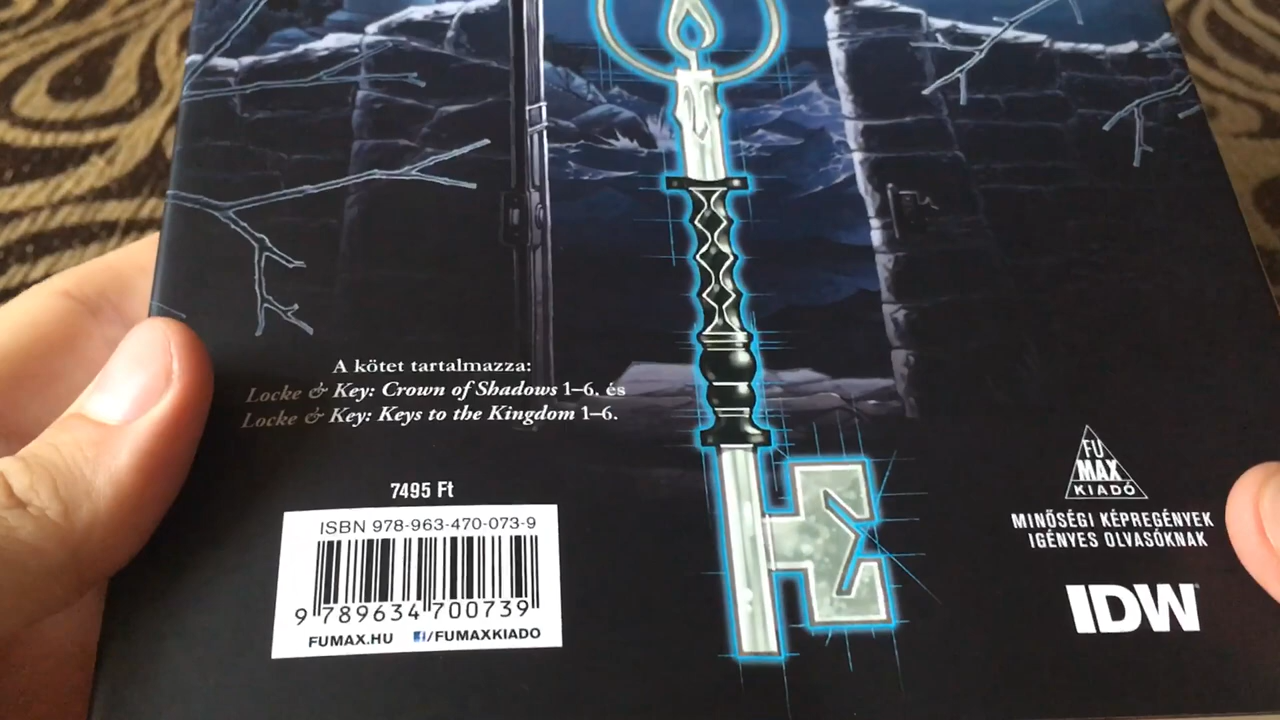 A kötet tartalmazza:
Locke & Key: Crown of Shadows 1–6. és
Locke & Key: Keys to the Kingdom 1–6.
7495 Ft
ISBN 978-963-470-073-9
9 789634 700739
FUMAX.HU f/FUMAXKIADO
FU
MAX
KIADÓ
MINŐSÉGI KÉPREGÉNYEK
IGÉNYES OLVASÓKNAK
IDW